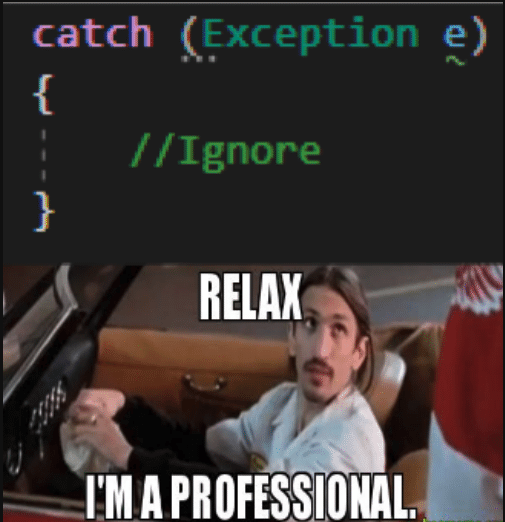 catch (Exception e)
{
//Ignore
}
RELAX
I'M A PROFESSIONAL.